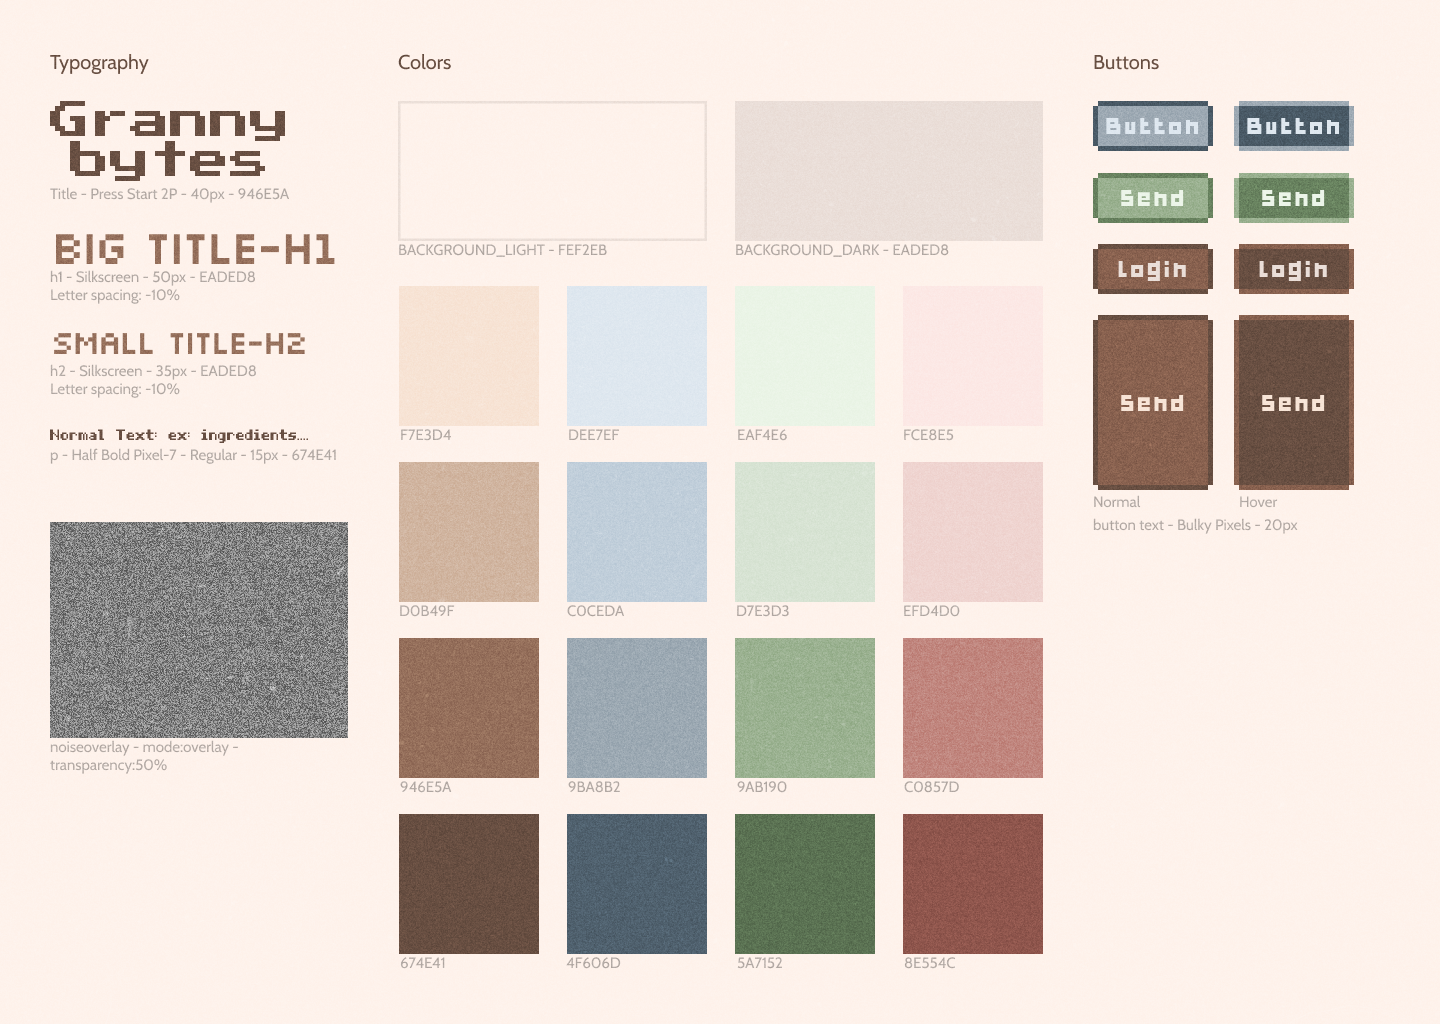 Typography
Granny
bytes
Title - Press Start 2P - 40px - 946E5A
BIG TITLE-H1
h1 - Silkscreen - 50px - EADED8
Letter spacing: -10%
SMALL TITLE-H2
h2 - Silkscreen - 35px - EADED8
Letter spacing: -10%
Normal Text: ex: ingredients....
p - Half Bold Pixel-7 - Regular - 15px - 674E41
noiseoverlay - mode:overlay -
transparency:50%
Colors
BACKGROUND_LIGHT - FEF2EB
BACKGROUND_DARK - EADED8
F7E3D4
DEE7EF
EAF4E6
FCE8E5
D0B49F
C0CEDA
D7E3D3
EFD4D0
946E5A
9BA8B2
9AB190
C0857D
674E41
4F606D
5A7152
8E554C
Buttons
Button
Button
Send
Send
Login
Login
Send
Send
Normal
Hover
button text - Bulky Pixels - 20px